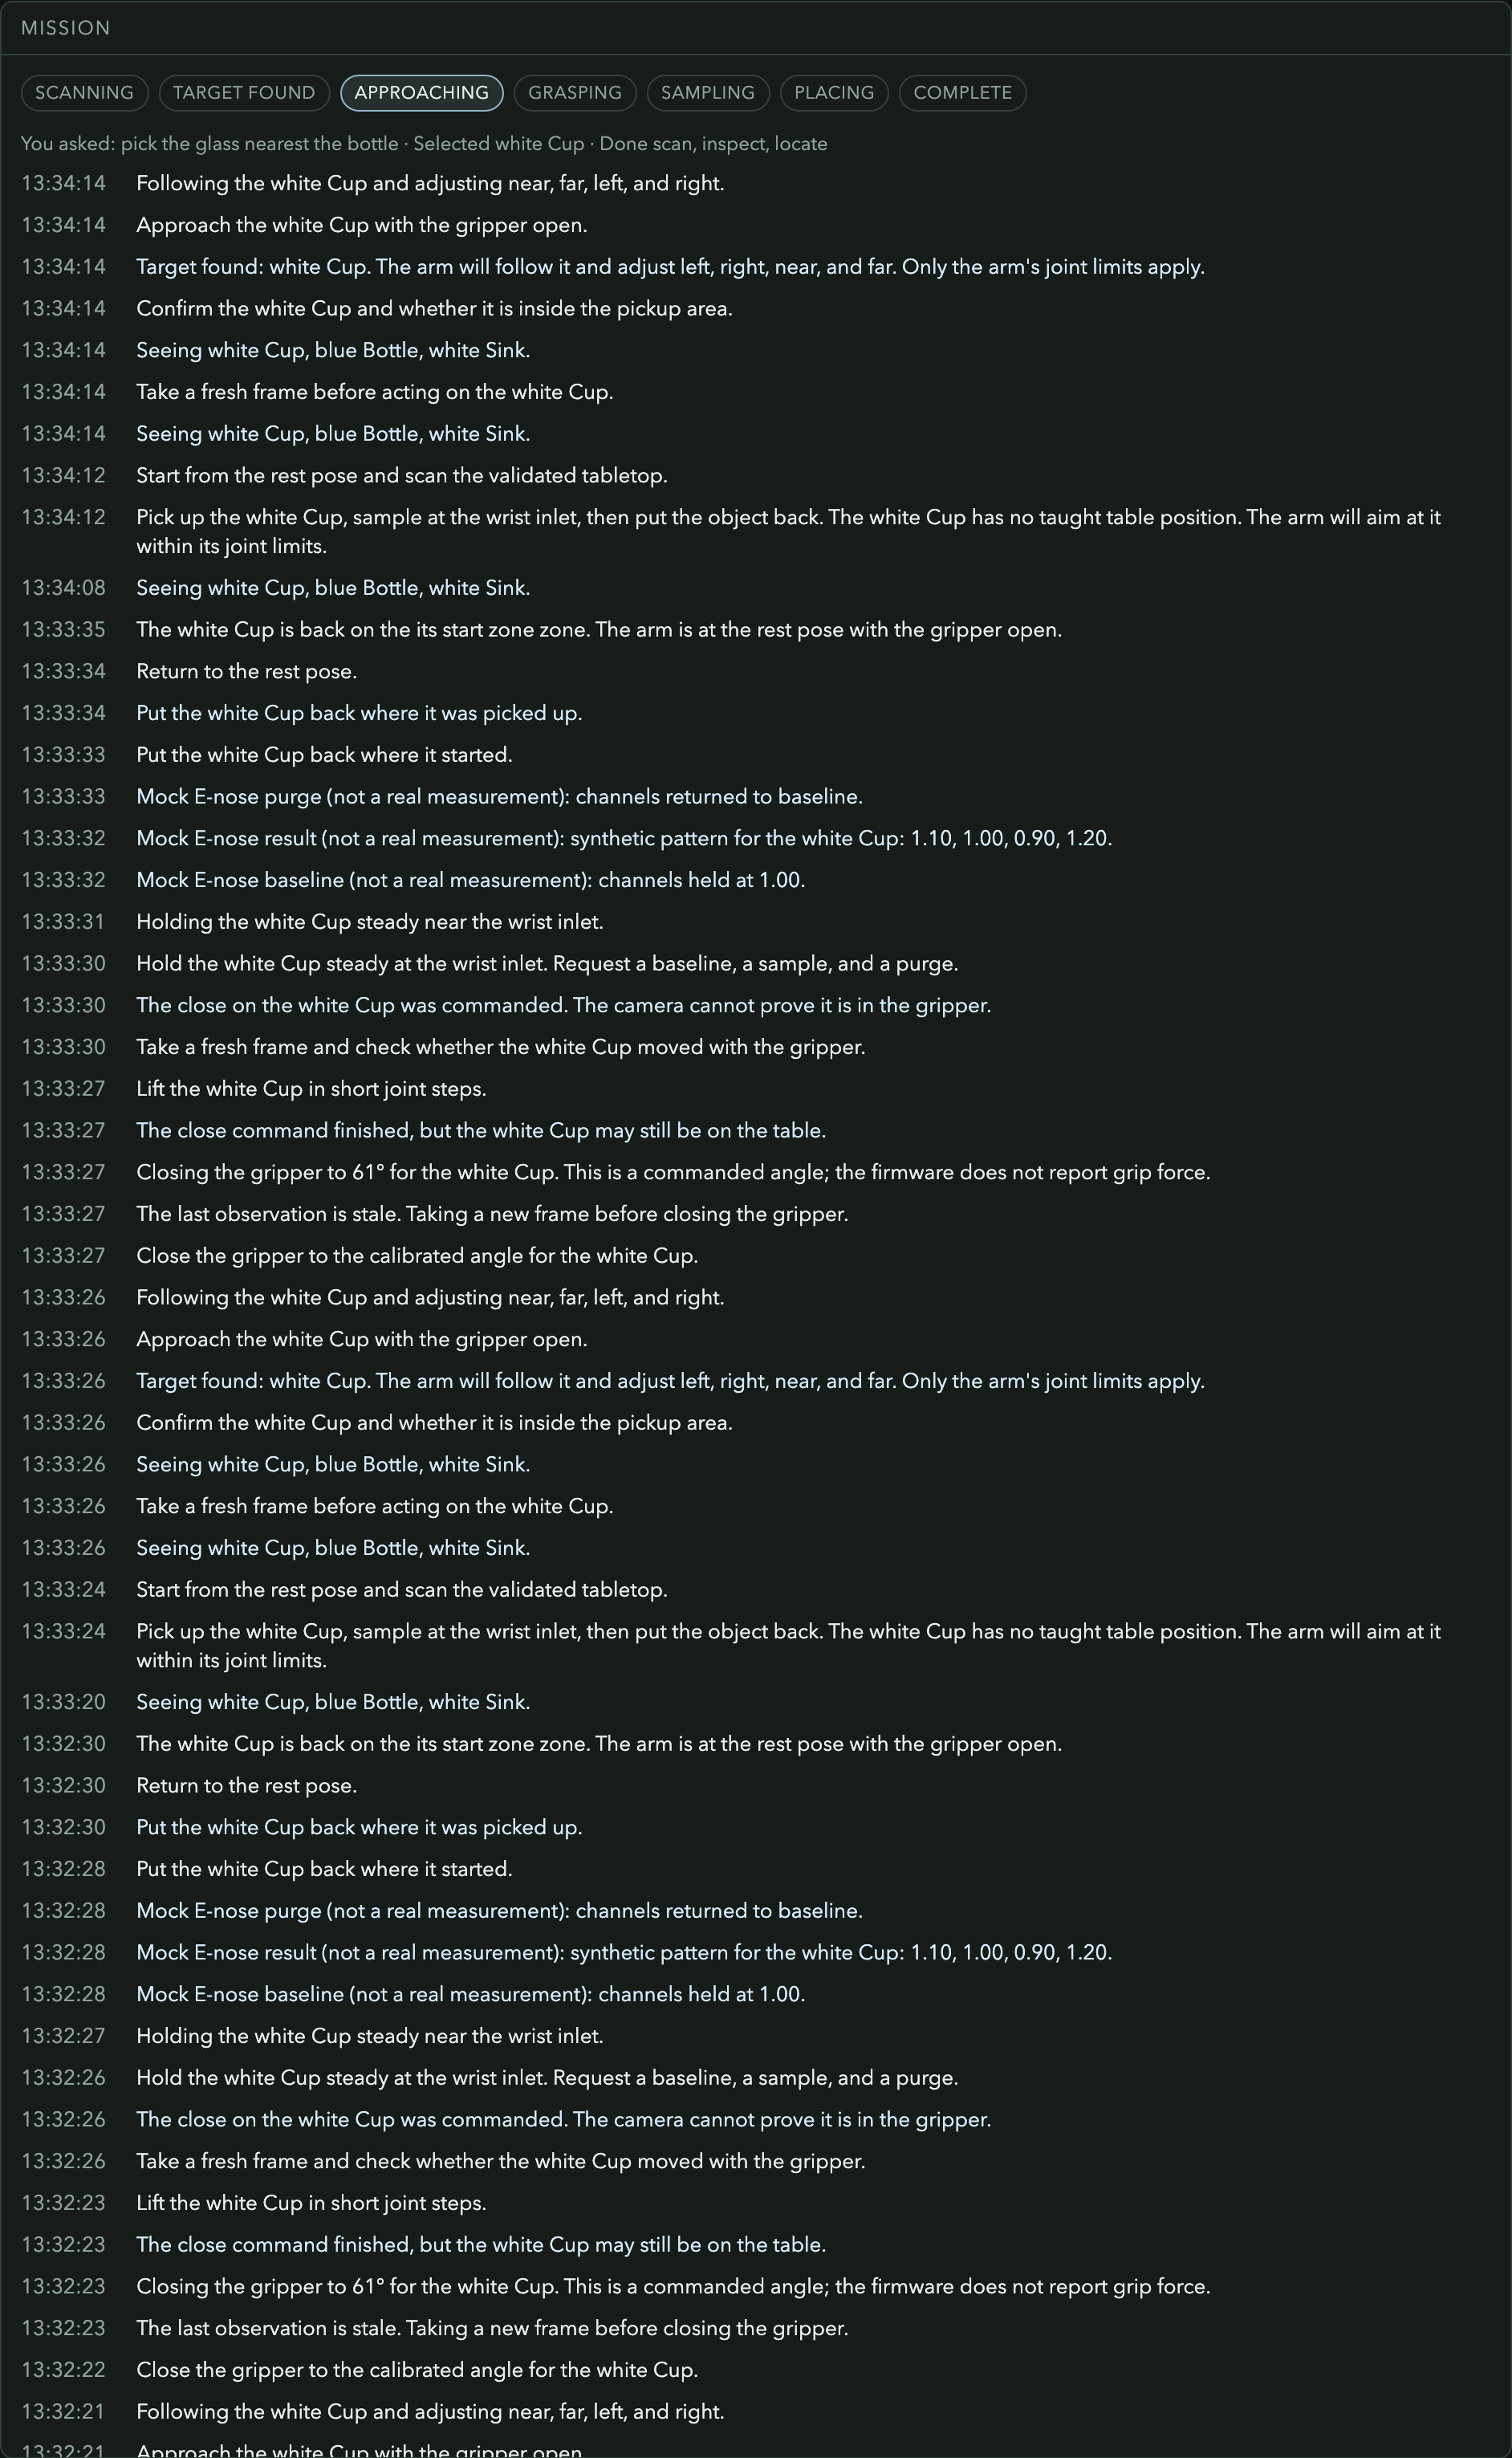 MISSION
SCANNING TARGET FOUND APPROACHING GRASPING SAMPLING PLACING COMPLETE
You asked: pick the glass nearest the bottle · Selected white Cup · Done scan, inspect, locate
13:34:14 Following the white Cup and adjusting near, far, left, and right.
13:34:14 Approach the white Cup with the gripper open.
13:34:14 Target found: white Cup. The arm will follow it and adjust left, right, near, and far. Only the arm's joint limits apply.
13:34:14 Confirm the white Cup and whether it is inside the pickup area.
13:34:14 Seeing white Cup, blue Bottle, white Sink.
13:34:14 Take a fresh frame before acting on the white Cup.
13:34:14 Seeing white Cup, blue Bottle, white Sink.
13:34:12 Start from the rest pose and scan the validated tabletop.
13:34:12 Pick up the white Cup, sample at the wrist inlet, then put the object back. The white Cup has no taught table position. The arm will aim at it
within its joint limits.
13:34:08 Seeing white Cup, blue Bottle, white Sink.
13:33:35 The white Cup is back on the its start zone zone. The arm is at the rest pose with the gripper open.
13:33:34 Return to the rest pose.
13:33:34 Put the white Cup back where it was picked up.
13:33:33 Put the white Cup back where it started.
13:33:33 Mock E-nose purge (not a real measurement): channels returned to baseline.
13:33:32 Mock E-nose result (not a real measurement): synthetic pattern for the white Cup: 1.10, 1.00, 0.90, 1.20.
13:33:32 Mock E-nose baseline (not a real measurement): channels held at 1.00.
13:33:31 Holding the white Cup steady near the wrist inlet.
13:33:30 Hold the white Cup steady at the wrist inlet. Request a baseline, a sample, and a purge.
13:33:30 The close on the white Cup was commanded. The camera cannot prove it is in the gripper.
13:33:30 Take a fresh frame and check whether the white Cup moved with the gripper.
13:33:27 Lift the white Cup in short joint steps.
13:33:27 The close command finished, but the white Cup may still be on the table.
13:33:27 Closing the gripper to 61° for the white Cup. This is a commanded angle; the firmware does not report grip force.
13:33:27 The last observation is stale. Taking a new frame before closing the gripper.
13:33:27 Close the gripper to the calibrated angle for the white Cup.
13:33:26 Following the white Cup and adjusting near, far, left, and right.
13:33:26 Approach the white Cup with the gripper open.
13:33:26 Target found: white Cup. The arm will follow it and adjust left, right, near, and far. Only the arm's joint limits apply.
13:33:26 Confirm the white Cup and whether it is inside the pickup area.
13:33:26 Seeing white Cup, blue Bottle, white Sink.
13:33:26 Take a fresh frame before acting on the white Cup.
13:33:26 Seeing white Cup, blue Bottle, white Sink.
13:33:24 Start from the rest pose and scan the validated tabletop.
13:33:24 Pick up the white Cup, sample at the wrist inlet, then put the object back. The white Cup has no taught table position. The arm will aim at it
within its joint limits.
13:33:20 Seeing white Cup, blue Bottle, white Sink.
13:32:30 The white Cup is back on the its start zone zone. The arm is at the rest pose with the gripper open.
13:32:30 Return to the rest pose.
13:32:30 Put the white Cup back where it was picked up.
13:32:28 Put the white Cup back where it started.
13:32:28 Mock E-nose purge (not a real measurement): channels returned to baseline.
13:32:28 Mock E-nose result (not a real measurement): synthetic pattern for the white Cup: 1.10, 1.00, 0.90, 1.20.
13:32:28 Mock E-nose baseline (not a real measurement): channels held at 1.00.
13:32:27 Holding the white Cup steady near the wrist inlet.
13:32:26 Hold the white Cup steady at the wrist inlet. Request a baseline, a sample, and a purge.
13:32:26 The close on the white Cup was commanded. The camera cannot prove it is in the gripper.
13:32:26 Take a fresh frame and check whether the white Cup moved with the gripper.
13:32:23 Lift the white Cup in short joint steps.
13:32:23 The close command finished, but the white Cup may still be on the table.
13:32:23 Closing the gripper to 61° for the white Cup. This is a commanded angle; the firmware does not report grip force.
13:32:23 The last observation is stale. Taking a new frame before closing the gripper.
13:32:22 Close the gripper to the calibrated angle for the white Cup.
13:32:21 Following the white Cup and adjusting near, far, left, and right.
13:32:21 Approach the white Cup with the gripper open.